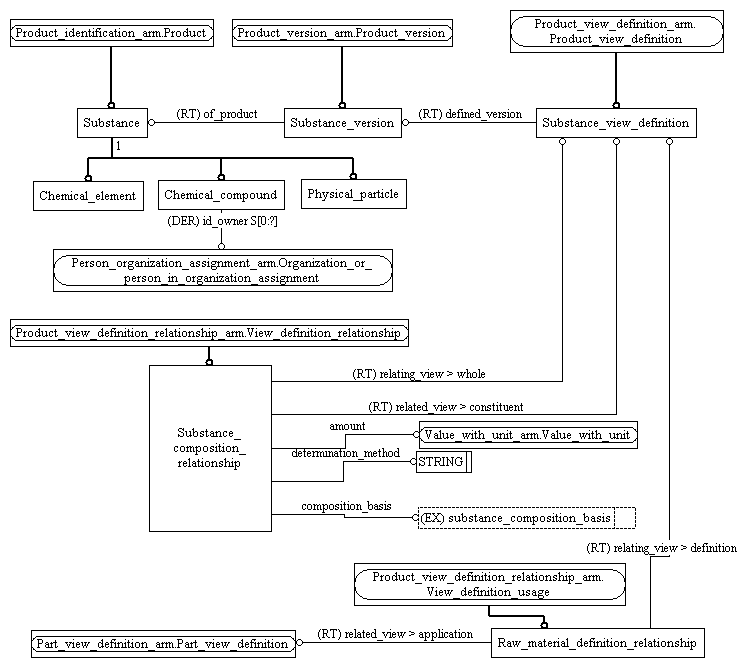 Product_identification_arm.Product
Product_version_arm.Product_version
Product_view_definition_arm.
Product_view_definition
Substance
(RT) of_product
Substance_version
(RT) defined_version
Substance_view_definition
1
Chemical_element
Chemical_compound
Physical_particle
(DER) id_owner S[0:?]
Person_organization_assignment_arm.Organization_or_
person_in_organization_assignment
Product_view_definition_relationship_arm.View_definition_relationship
(RT) relating_view > whole
(RT) related_view > constituent
Substance_
composition_
relationship
amount
Value_with_unit_arm.Value_with_unit
determination_method
STRING
composition_basis
(EX) substance_composition_basis
(RT) relating_view > definition
Product_view_definition_relationship_arm.
View_definition_usage
Part_view_definition_arm.Part_view_definition
(RT) related_view > application
Raw_material_definition_relationship